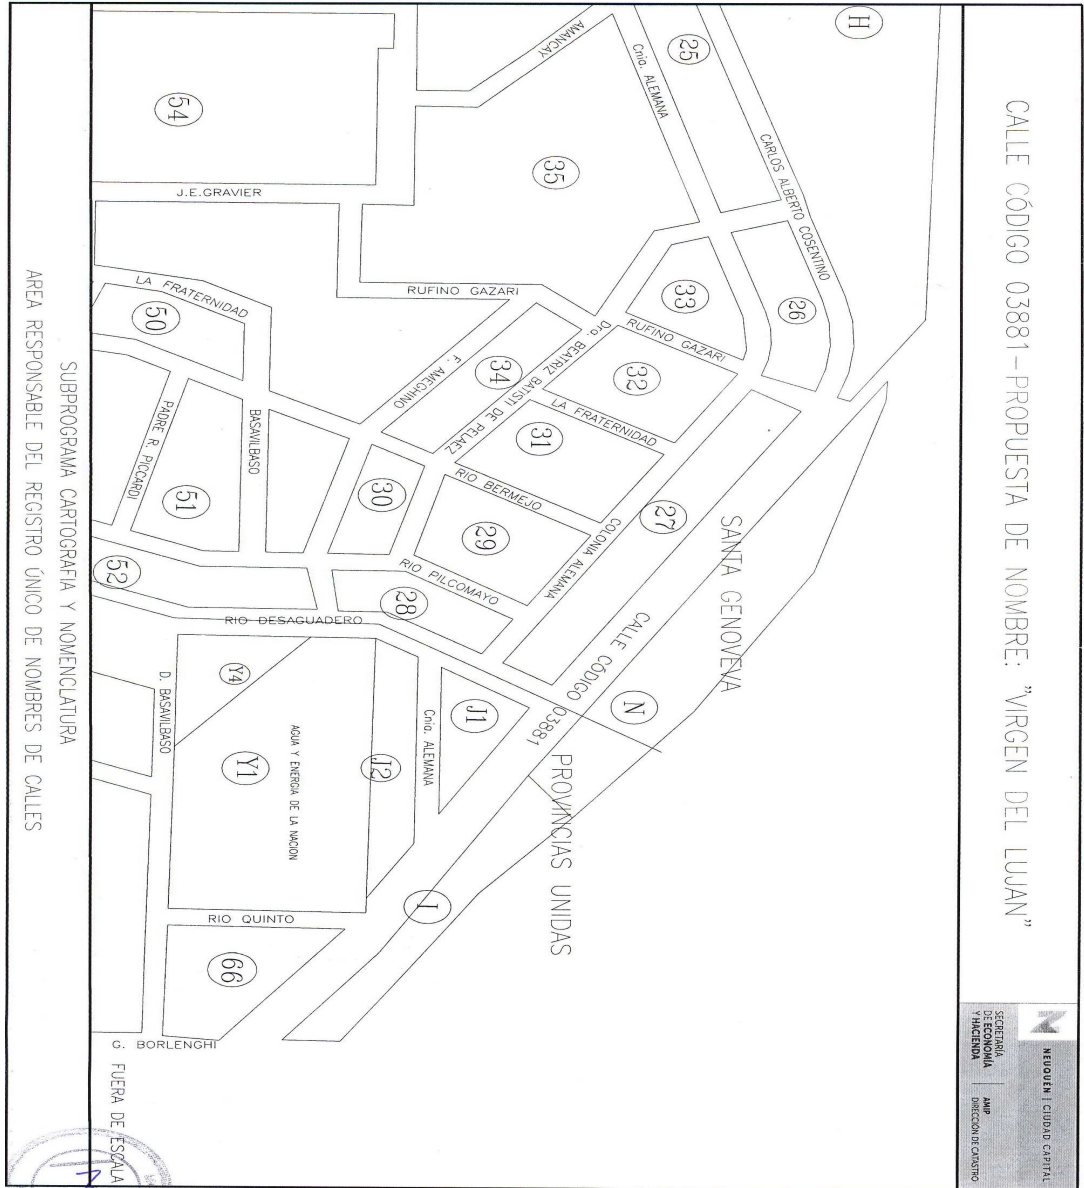 CALLE CÓDIGO 03881-PROPUESTA DE NOMBRE: "VIRGEN DEL LUJAN"
NEUQUÉN | CIUDAD CAPITAL
SECRETARÍA
DE ECONOMÍA
Y HACIENDA
AMIP
DIRECCIÓN DE CATASTRO
H
25
CARLOS ALBERTO COSENTINO
26
Cnia. ALEMANA
AMANCAY
35
54
J.E.GRAVIER
33
RUFINO GAZARI
RUFINO GAZARI
32
Dra. BEATRIZ BATISTI DE PELAEZ
34
LA FRATERNIDAD
31
F. AMEGHINO
LA FRATERNIDAD
50
27
SANTA GENOVEVA
COLONIA ALEMANA
RIO BERMEJO
29
30
BASAVILBASO
PADRE R. PICCARDI
51
RIO PILCOMAYO
28
52
RIO DESAGUADERO
CALLE CÓDIGO 03881
N
PROVINCIAS UNIDAS
J1
Cnia. ALEMANA
J2
Y4
Y1
AGUA Y ENERGIA DE LA NACION
D. BASAVILBASO
I
RIO QUINTO
66
G. BORLENGHI
FUERA DE ESCALA
SUBPROGRAMA CARTOGRAFIA Y NOMENCLATURA
AREA RESPONSABLE DEL REGISTRO ÚNICO DE NOMBRES DE CALLES